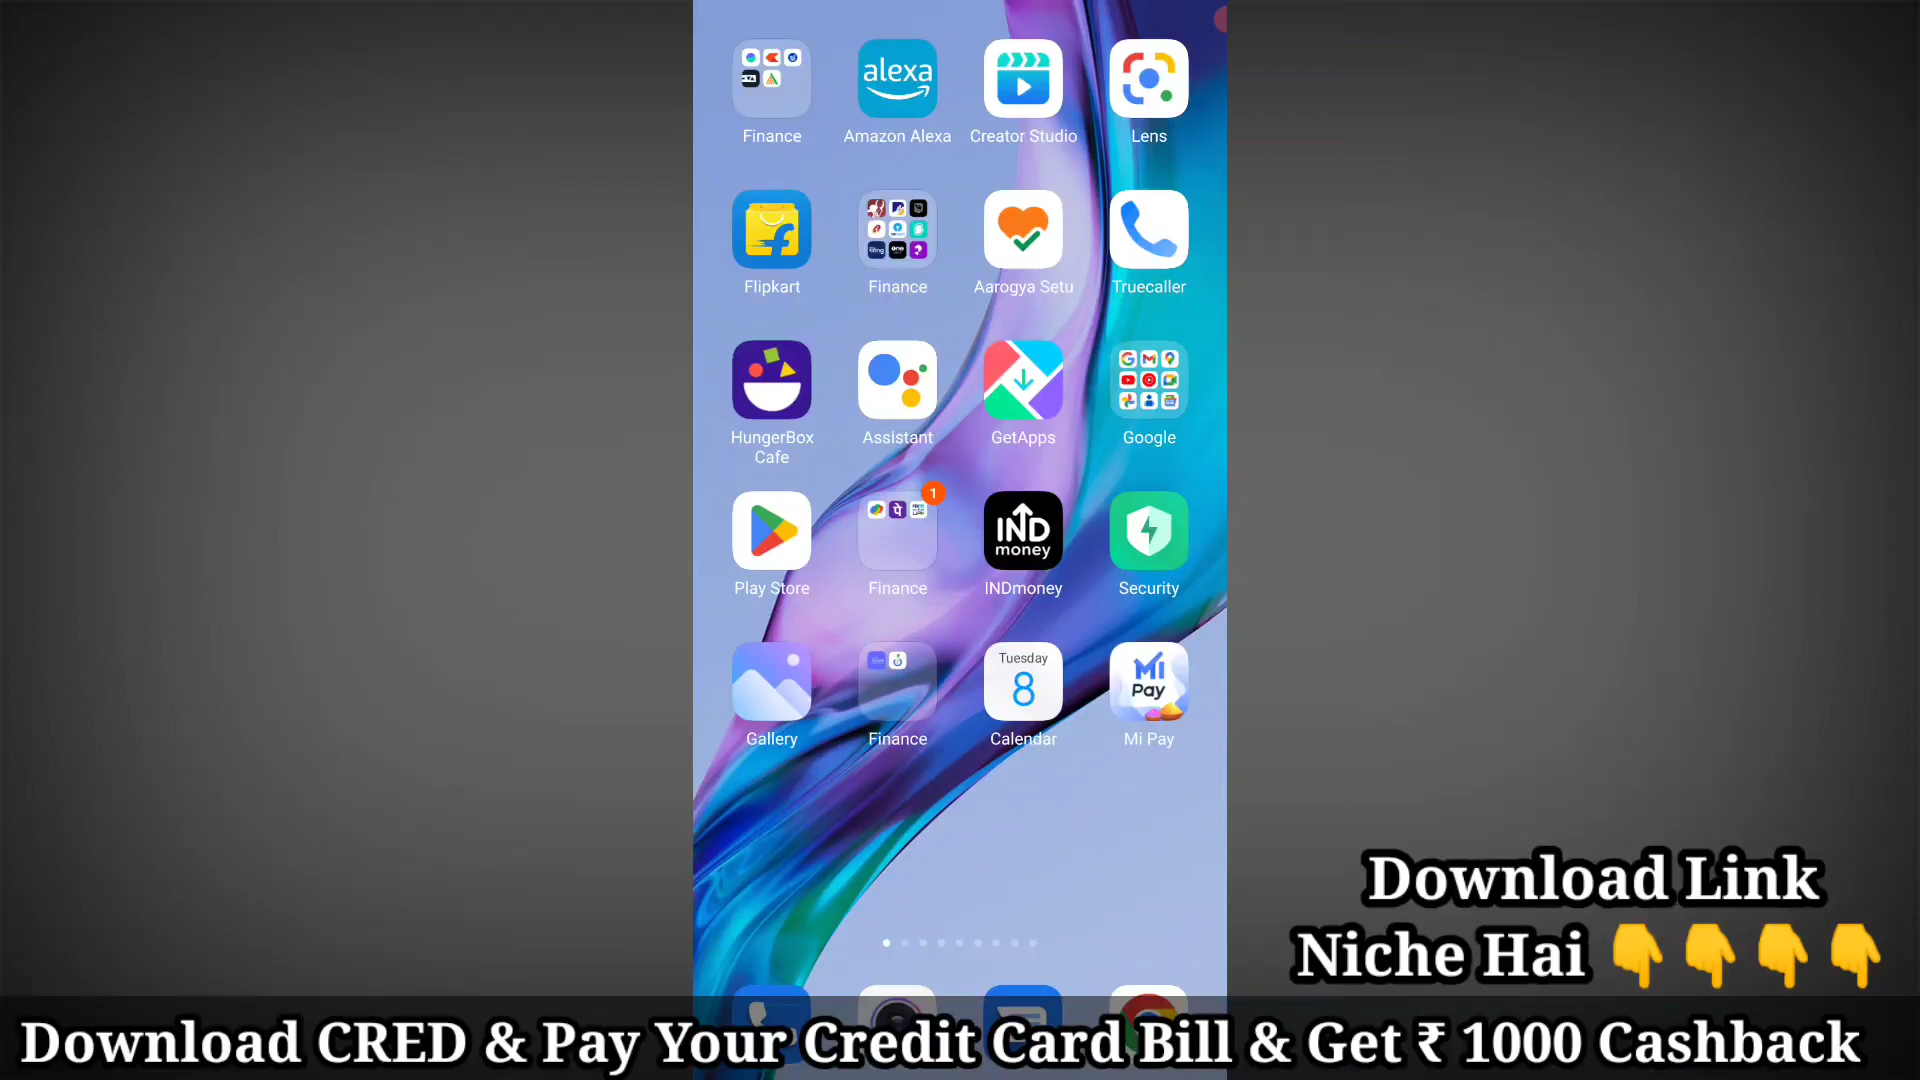 alexa
Finance
Amazon Alexa
Creator Studio
Lens
Flipkart
Finance
Aarogya Setu
Truecaller
HungerBox
Cafe
Assistant
GetApps
Google
1
IND
money
Play Store
Finance
INDmoney
Security
Tuesday
8
Pay
Gallery
Finance
Calendar
Mi Pay
Download Link
Niche Hai 👇👇👇👇
Download CRED & Pay Your Credit Card Bill & Get ₹ 1000 Cashback